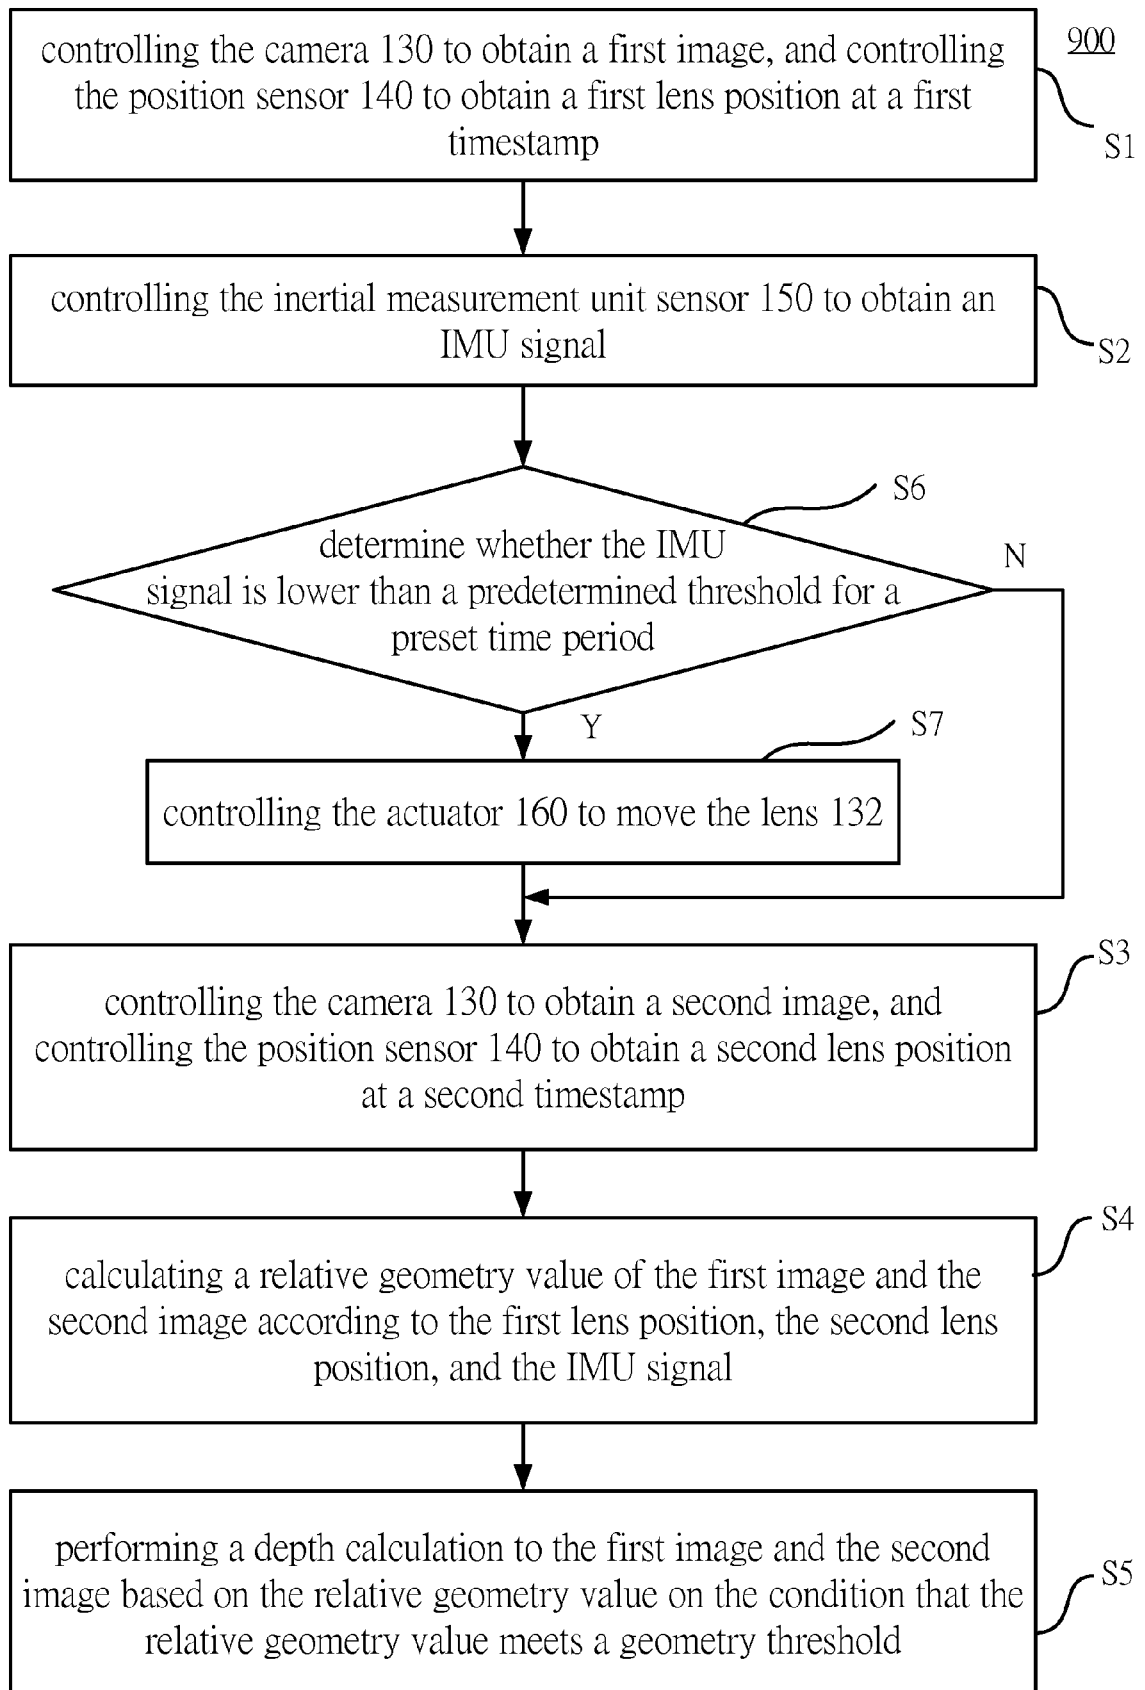 900
controlling the camera 130 to obtain a first image, and controlling
the position sensor 140 to obtain a first lens position at a first
timestamp
S1
controlling the inertial measurement unit sensor 150 to obtain an
IMU signal
S2
S6
determine whether the IMU
signal is lower than a predetermined threshold for a
preset time period
N
Y
S7
controlling the actuator 160 to move the lens 132
S3
controlling the camera 130 to obtain a second image, and
controlling the position sensor 140 to obtain a second lens position
at a second timestamp
S4
calculating a relative geometry value of the first image and the
second image according to the first lens position, the second lens
position, and the IMU signal
performing a depth calculation to the first image and the second
image based on the relative geometry value on the condition that the
relative geometry value meets a geometry threshold
S5